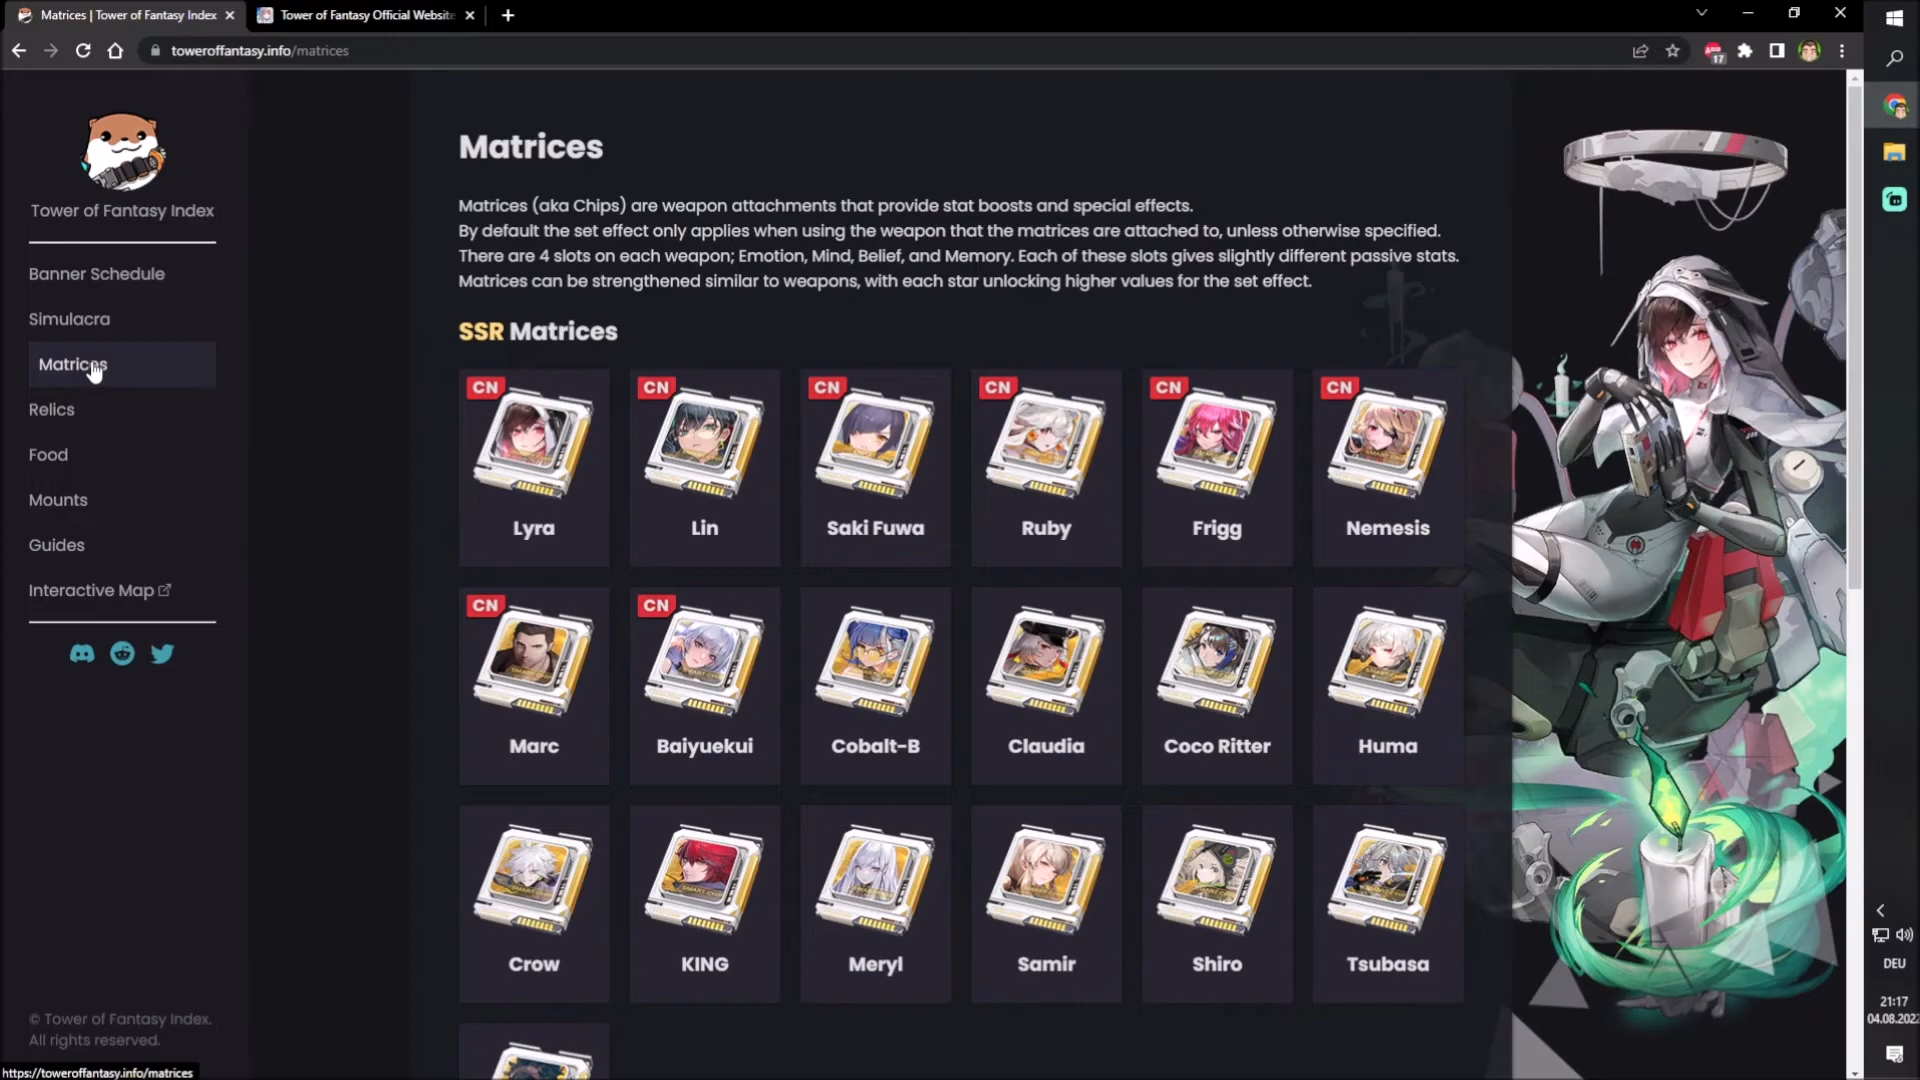 Matrices | Tower of Fantasy Index
Tower of Fantasy Official Website
toweroffantasy.info/matrices
17
Tower of Fantasy Index
Banner Schedule
Simulacra
Matrices
Relics
Food
Mounts
Guides
Interactive Map
© Tower of Fantasy Index.
All rights reserved.
https://toweroffantasy.info/matrices
Matrices
Matrices (aka Chips) are weapon attachments that provide stat boosts and special effects.
By default the set effect only applies when using the weapon that the matrices are attached to, unless otherwise specified.
There are 4 slots on each weapon; Emotion, Mind, Belief, and Memory. Each of these slots gives slightly different passive stats.
Matrices can be strengthened similar to weapons, with each star unlocking higher values for the set effect.
SSR Matrices
CN CN CN CN CN CN
Lyra Lin Saki Fuwa Ruby Frigg Nemesis
CN CN
Marc Baiyuekui Cobalt-B Claudia Coco Ritter Huma
Crow KING Meryl Samir Shiro Tsubasa
DEU
21:17
04.08.202